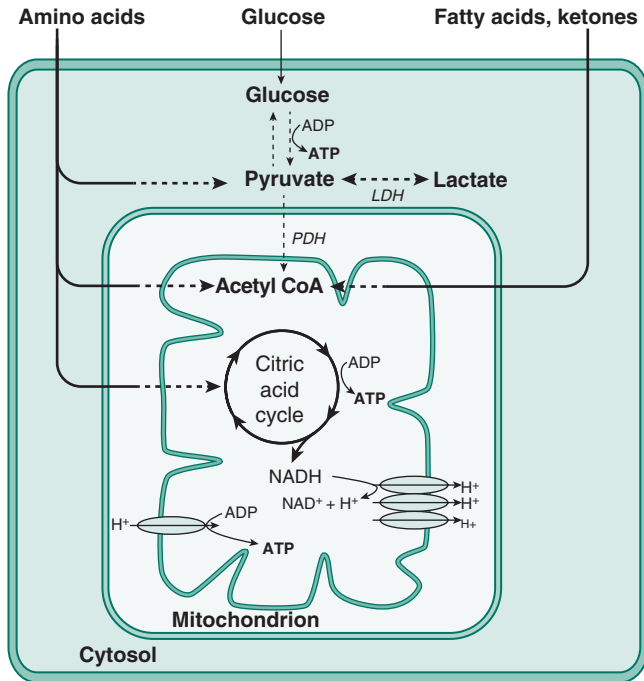 Amino acids
Glucose
Fatty acids, ketones
Glucose
ADP
ATP
Pyruvate
Lactate
LDH
PDH
Acetyl CoA
Citric
acid
cycle
ADP
ATP
NADH
NAD⁺ + H⁺
H⁺
H⁺
H⁺
H⁺
ADP
ATP
Mitochondrion
Cytosol